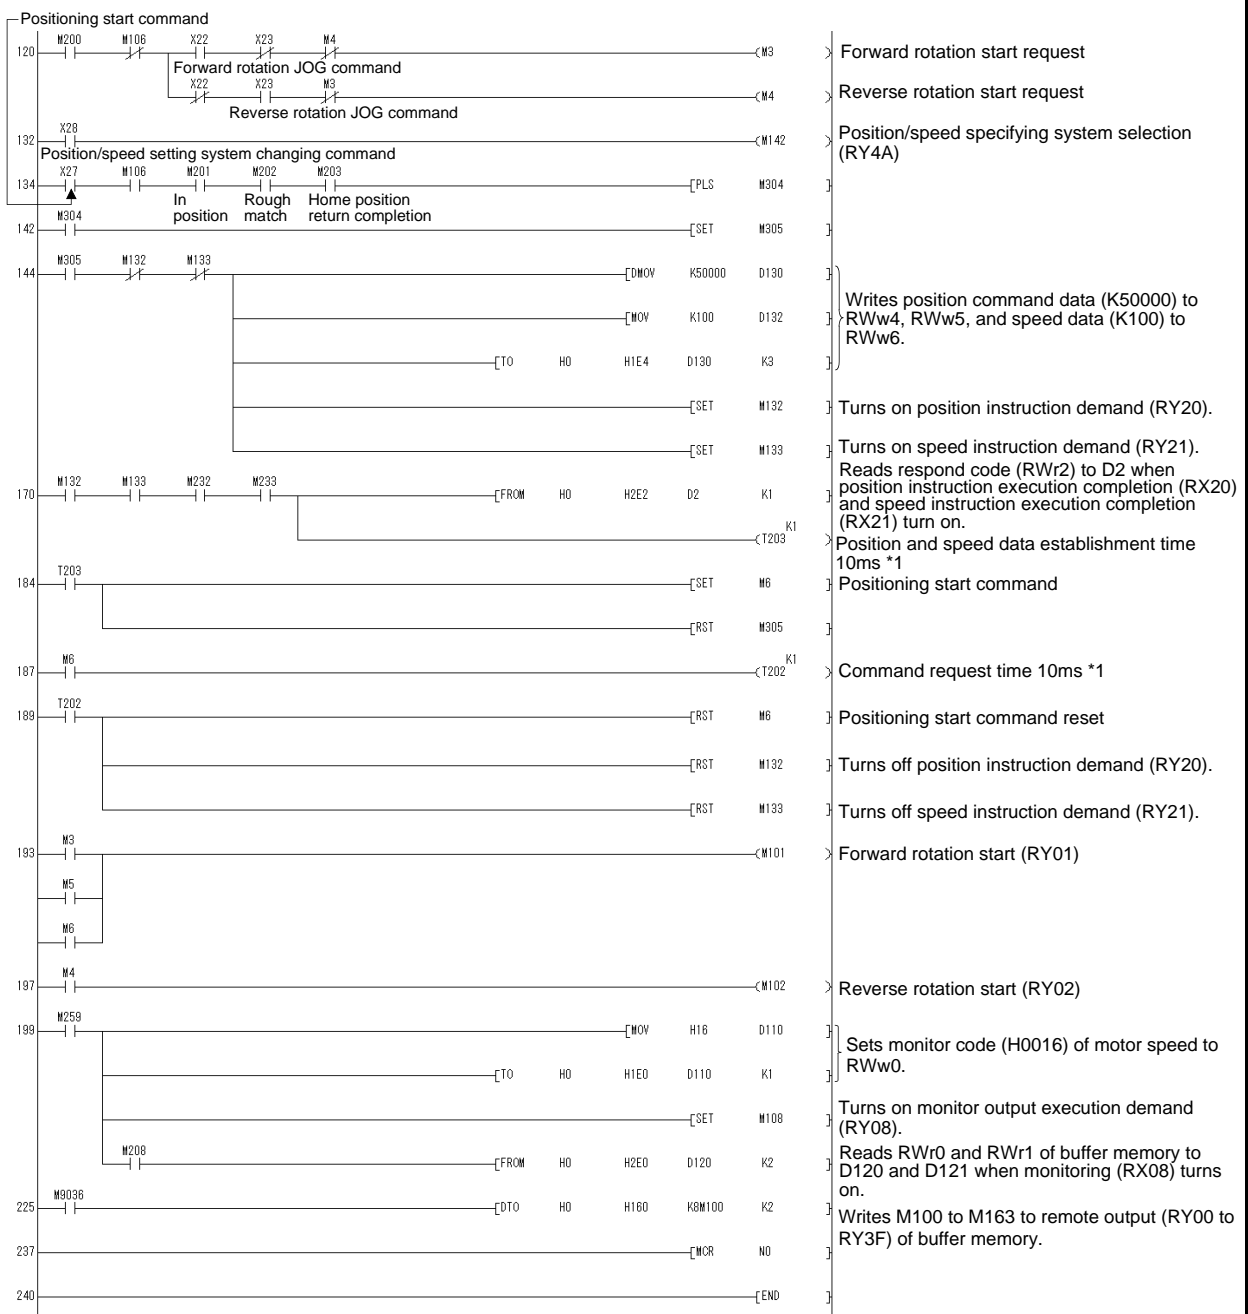 Positioning start command
M200 M106 X22 X23 M4
120 (M3 ) Forward rotation start request
Forward rotation JOG command
X22 X23 M3
(M4 ) Reverse rotation start request
Reverse rotation JOG command
X28
132 (M142 ) Position/speed specifying system selection
(RY4A)
Position/speed setting system changing command
X27 M106 M201 M202 M203
134 [PLS M304 ]
In Rough Home position
position match return completion
M304
142 [SET M305 ]
M305 M132 M133
144 [DMOV K50000 D130 ]
Writes position command data (K50000) to
[MOV K100 D132 ] RWw4, RWw5, and speed data (K100) to
RWw6.
[TO H0 H1E4 D130 K3 ]
[SET M132 ] Turns on position instruction demand (RY20).
[SET M133 ] Turns on speed instruction demand (RY21).
Reads respond code (RWr2) to D2 when
M132 M133 M232 M233
170 [FROM H0 H2E2 D2 K1 ] position instruction execution completion (RX20)
and speed instruction execution completion
(RX21) turn on.
K1
(T203 ) Position and speed data establishment time
10ms *1
T203
184 [SET M6 ] Positioning start command
[RST M305 ]
M6 K1
187 (T202 ) Command request time 10ms *1
T202
189 [RST M6 ] Positioning start command reset
[RST M132 ] Turns off position instruction demand (RY20).
[RST M133 ] Turns off speed instruction demand (RY21).
M3
193 (M101 ) Forward rotation start (RY01)
M5
M6
M4
197 (M102 ) Reverse rotation start (RY02)
M259
199 [MOV H16 D110 ]
Sets monitor code (H0016) of motor speed to
RWw0.
[TO H0 H1E0 D110 K1 ]
Turns on monitor output execution demand
[SET M108 ] (RY08).
M208 Reads RWr0 and RWr1 of buffer memory to
[FROM H0 H2E0 D120 K2 ] D120 and D121 when monitoring (RX08) turns
on.
M9036
225 [DTO H0 H160 K8M100 K2 ] Writes M100 to M163 to remote output (RY00 to
RY3F) of buffer memory.
237 [MCR N0 ]
240 [END ]